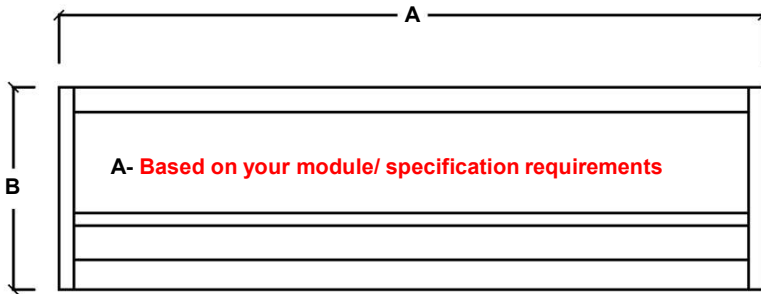 A
A- Based on your module/ specification requirements
B